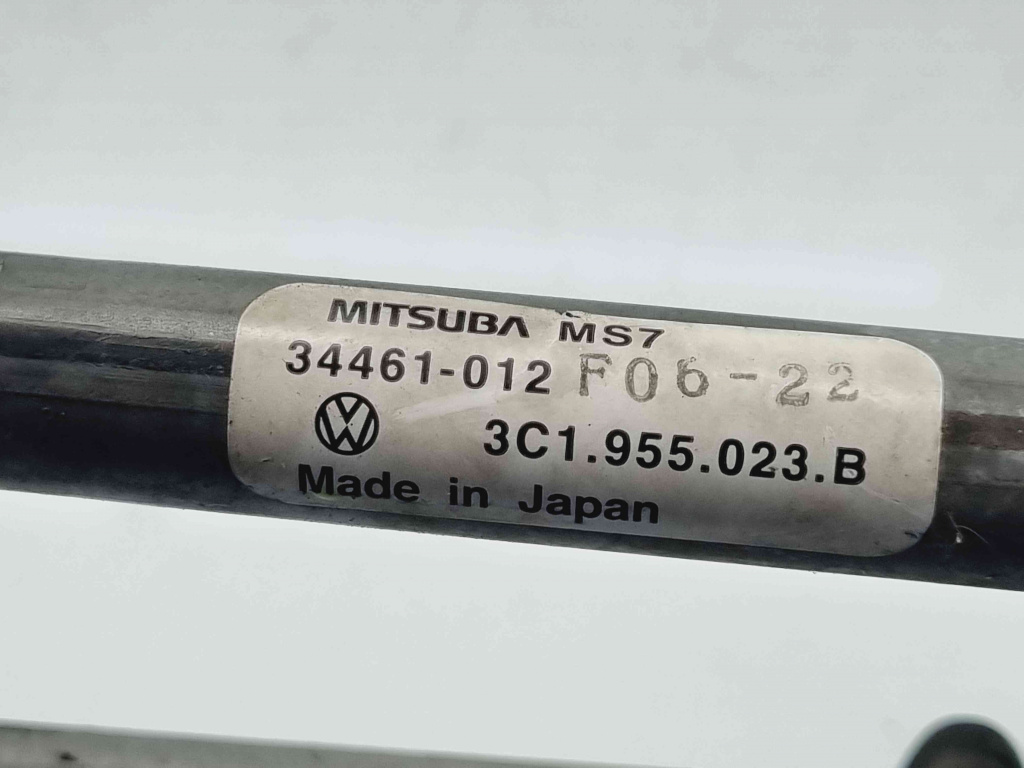 MITSUBA MS7
34461-012 F06-22
3C1.955.023.B
Made in Japan